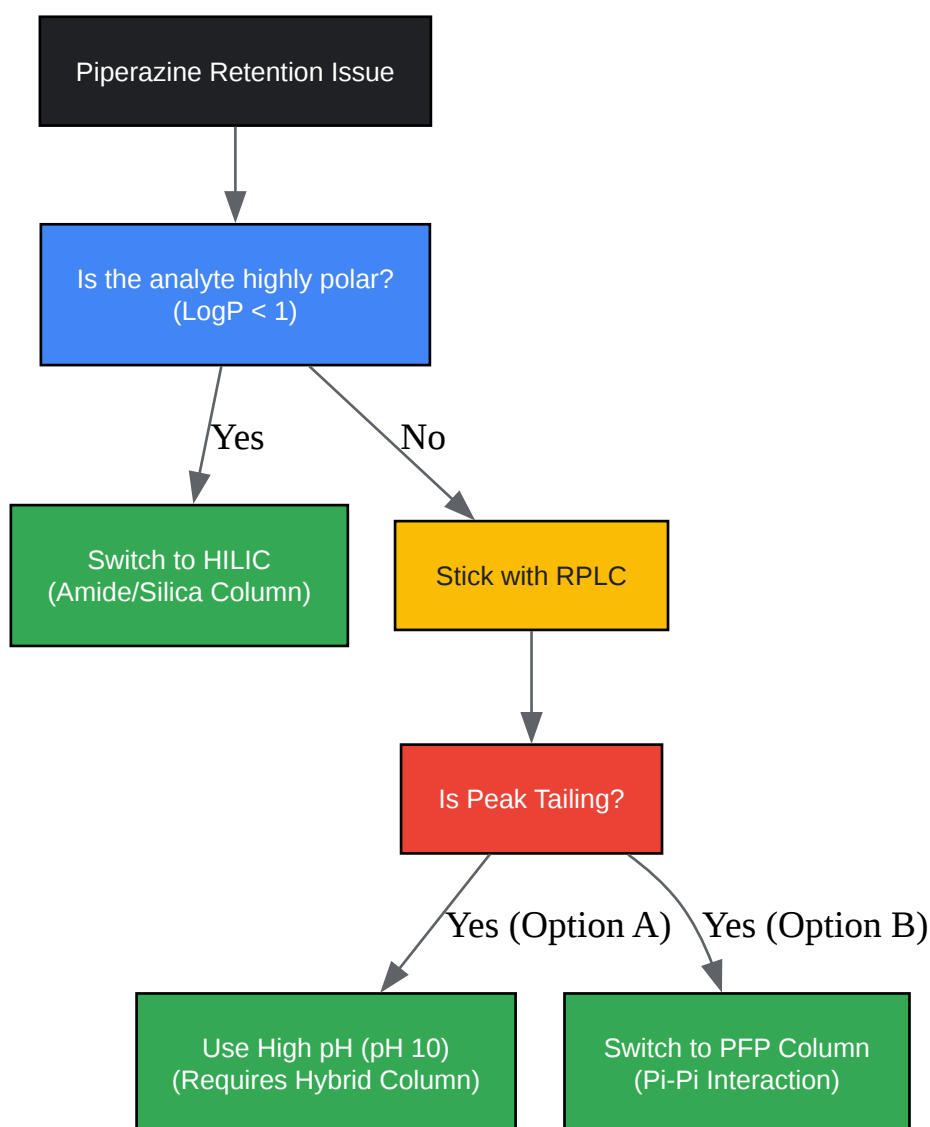 Piperazine Retention Issue
Is the analyte highly polar?
(LogP < 1)
Yes
No
Switch to HILIC
(Amide/Silica Column)
Stick with RPLC
Is Peak Tailing?
Yes (Option A)
Yes (Option B)
Use High pH (pH 10)
(Requires Hybrid Column)
Switch to PFP Column
(Pi-Pi Interaction)